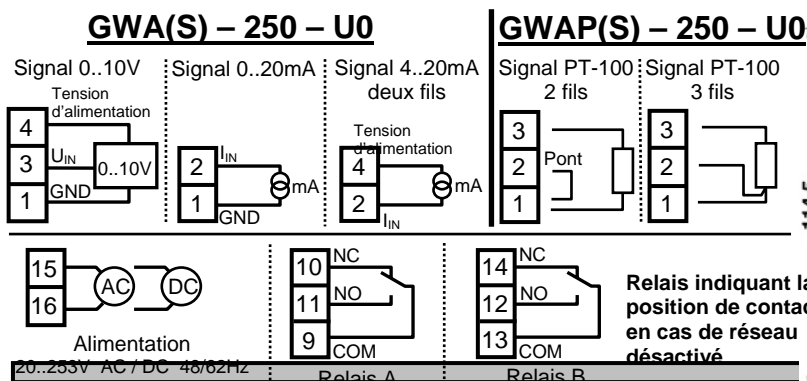 GWA(S) – 250 – U0
GWAP(S) – 250 – U0
Signal 0..10V
Signal 0..20mA
Signal 4..20mA
deux fils
Signal PT-100
2 fils
Signal PT-100
3 fils
Tension
d'alimentation
4
3
1
UIN
GND
0..10V
2
1
IIN
GND
mA
Tension
d'alimentation
4
2
IIN
mA
3
2
1
Pont
3
2
1
15
16
AC
DC
Alimentation
20..253V AC / DC 48/62Hz
10
11
9
NC
NO
COM
Relais A
14
12
13
NC
NO
COM
Relais B
Relais indiquant la
position de contac
en cas de réseau
désactivé